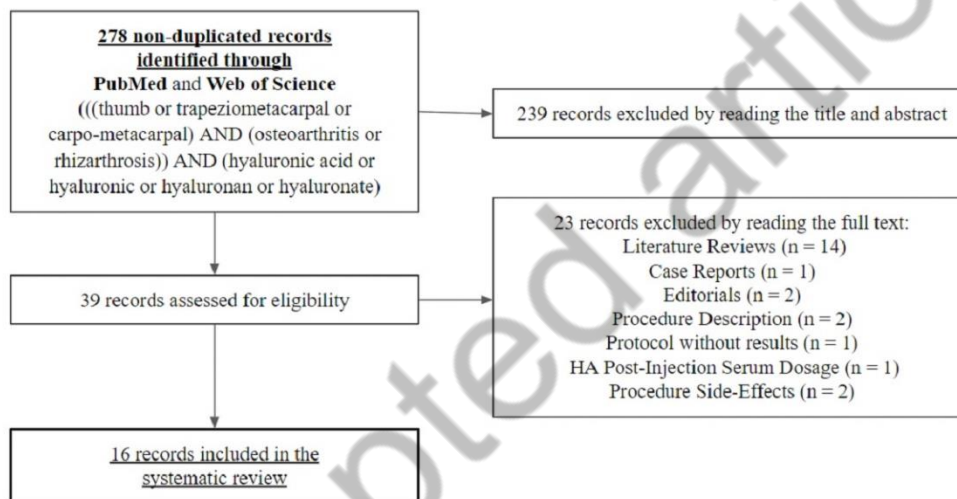 278 non-duplicated records
identified through
PubMed and Web of Science
(((thumb or trapeziometacarpal or
carpo-metacarpal) AND (osteoarthritis or
rhizarthrosis)) AND (hyaluronic acid or
hyaluronic or hyaluronan or hyaluronate)
239 records excluded by reading the title and abstract
39 records assessed for eligibility
23 records excluded by reading the full text:
Literature Reviews (n = 14)
Case Reports (n = 1)
Editorials (n = 2)
Procedure Description (n = 2)
Protocol without results (n = 1)
HA Post-Injection Serum Dosage (n = 1)
Procedure Side-Effects (n = 2)
16 records included in the
systematic review
pted artic